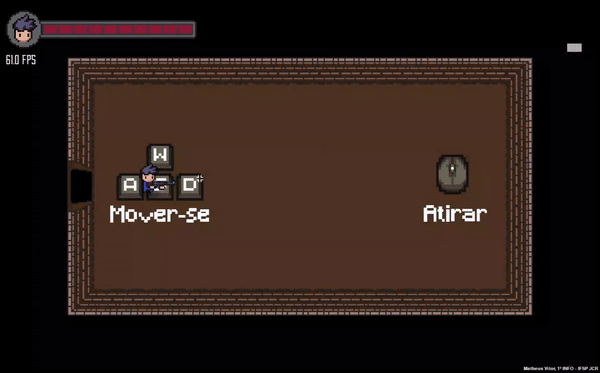 61.0 FPS
W
A D
Mover-se
Atirar
Matheus Vitor, 1º INFO - IFSP JCR